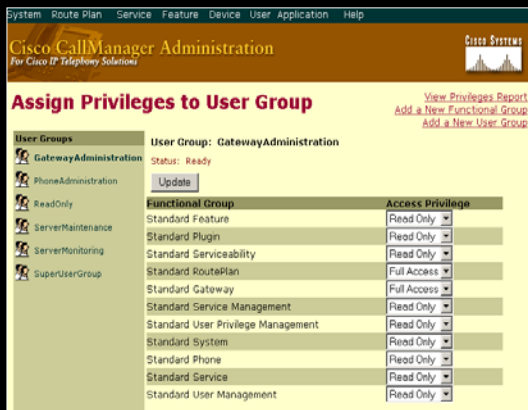 System Route Plan Service Feature Device User Application Help
Cisco CallManager Administration
For Cisco IP Telephony Solutions
CISCO SYSTEMS
Assign Privileges to User Group
View Privileges Report
Add a New Functional Group
Add a New User Group
User Groups
GatewayAdministration
PhoneAdministration
ReadOnly
ServerMaintenance
ServerMonitoring
SuperUserGroup
User Group: GatewayAdministration
Status: Ready
Update
Functional Group Access Privilege
Standard Feature Read Only
Standard Plugin Read Only
Standard Serviceability Read Only
Standard RoutePlan Full Access
Standard Gateway Full Access
Standard Service Management Read Only
Standard User Privilege Management Read Only
Standard System Read Only
Standard Phone Read Only
Standard Service Read Only
Standard User Management Read Only